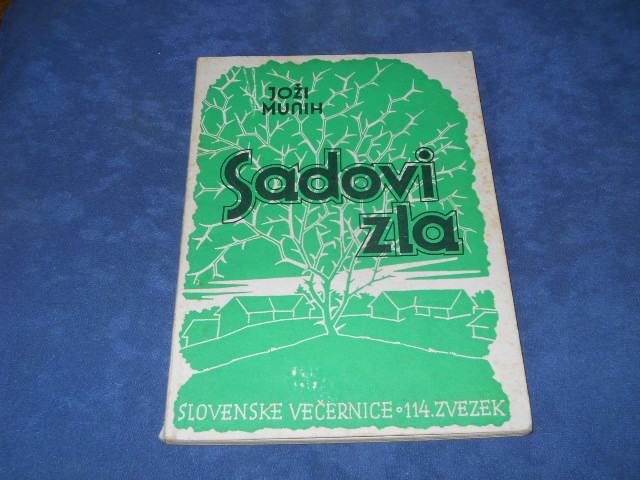 JOŽI
MUNIH
Sadovi
zla
SLOVENSKE VEČERNICE • 114. ZVEZEK